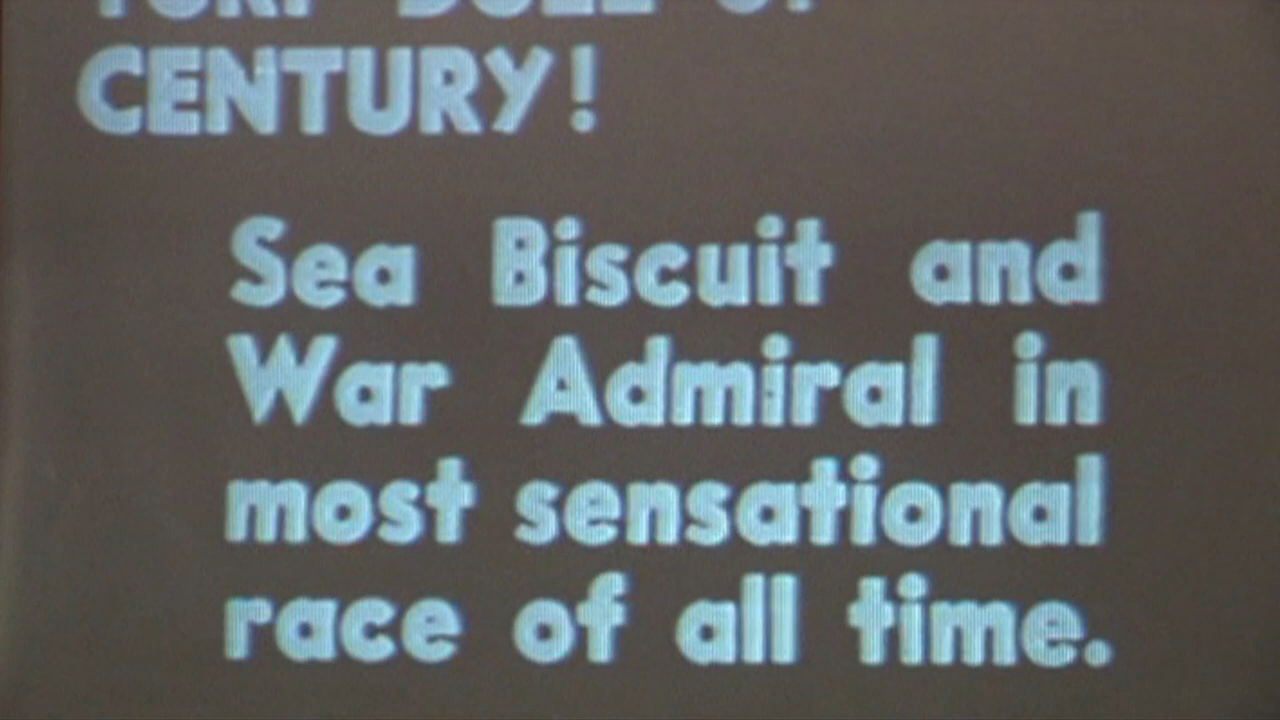 CENTURY!
Sea Biscuit and
War Admiral in
most sensational
race of all time.